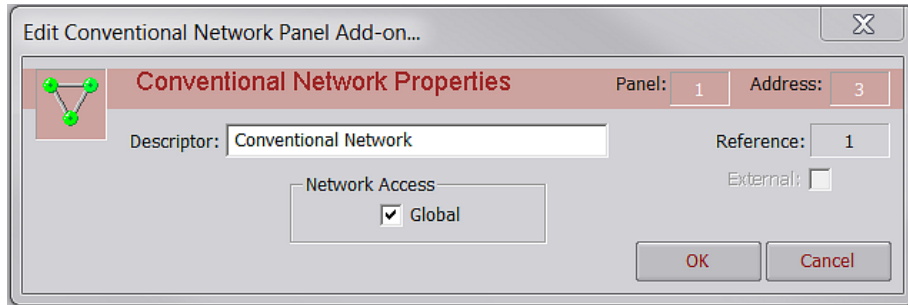 Edit Conventional Network Panel Add-on...
Conventional Network Properties Panel: 1 Address: 3
Descriptor: Conventional Network Reference: 1
External:
Network Access
Global
OK Cancel